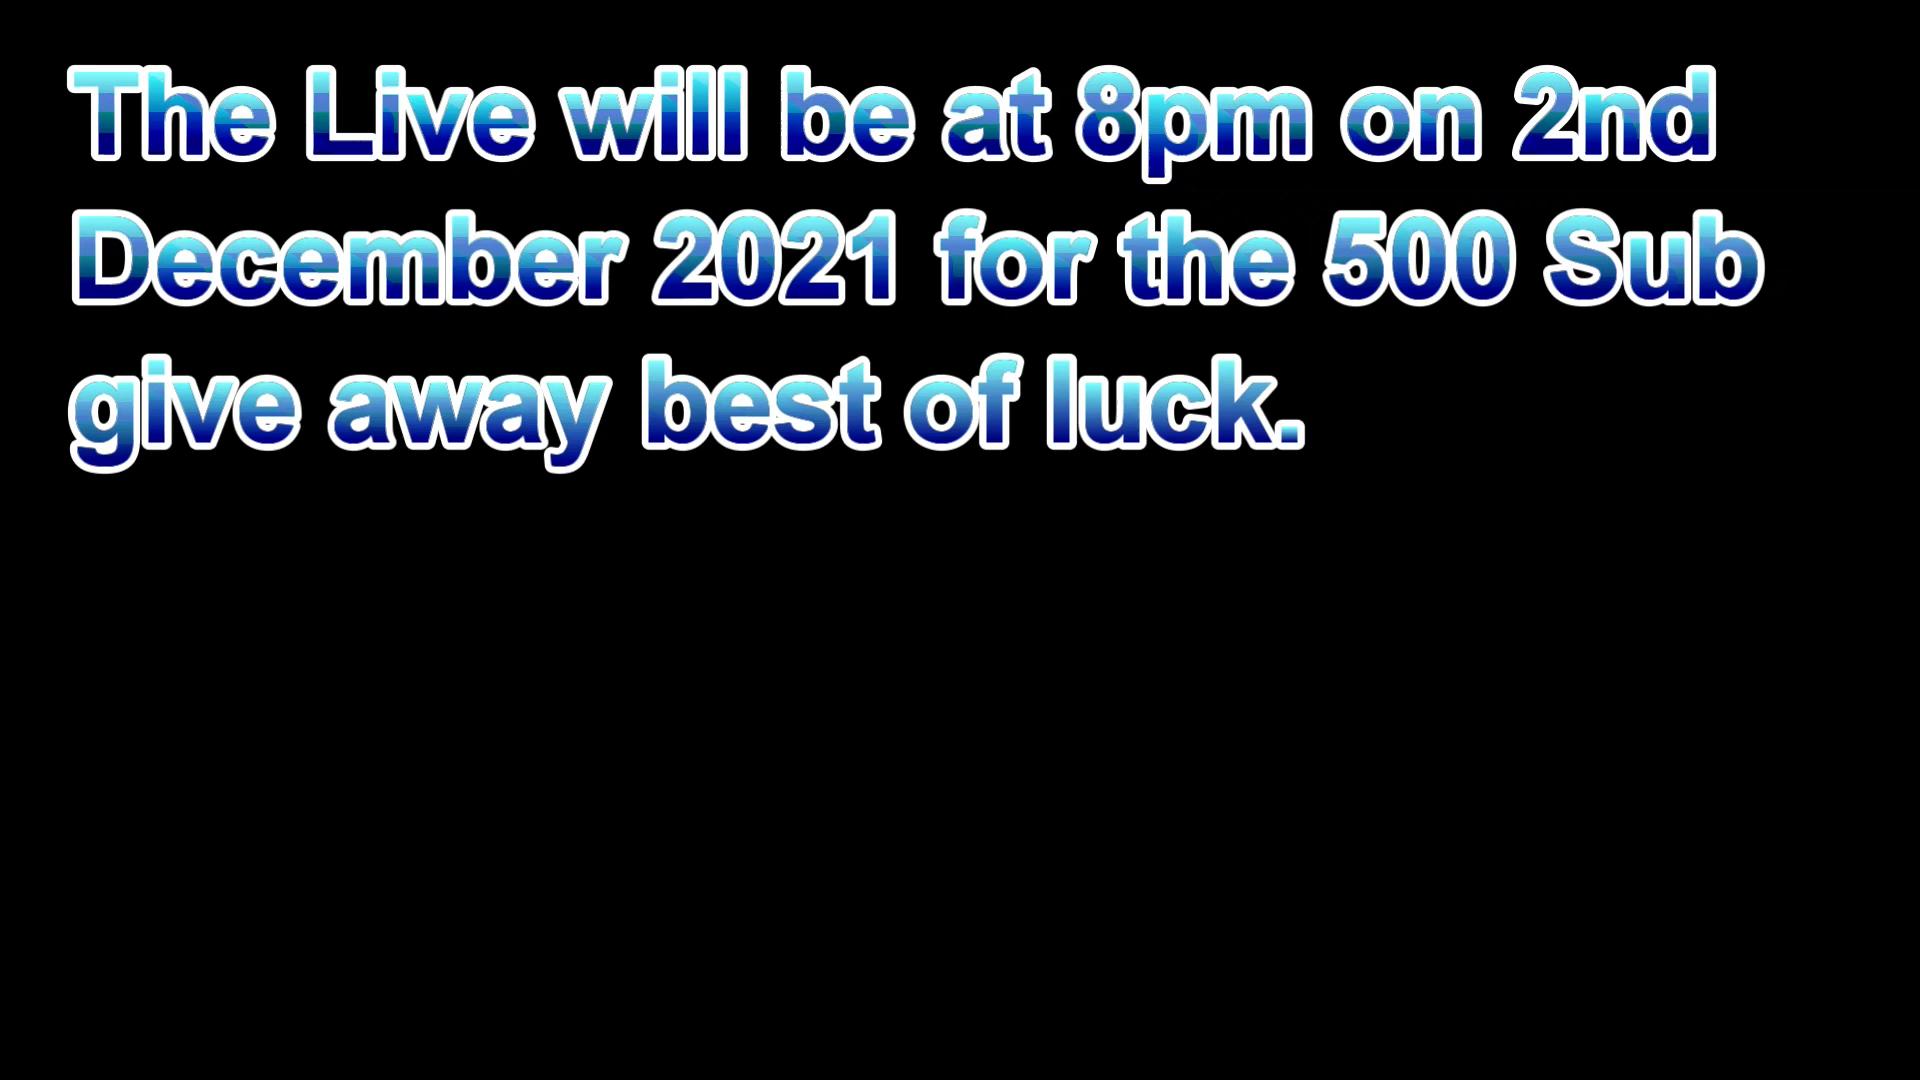 The Live will be at 8pm on 2nd
December 2021 for the 500 Sub
give away best of luck.